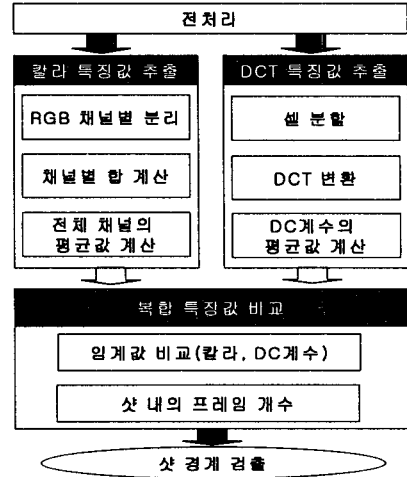 전처리
칼라 특징값 추출
RGB 채널별 분리
채널별 합 계산
전체 채널의
평균값 계산
DCT 특징값 추출
셀 분할
DCT 변환
DC계수의
평균값 계산
복합 특징값 비교
임계값 비교(칼라, DC계수)
샷 내의 프레임 개수
샷 경계 검출